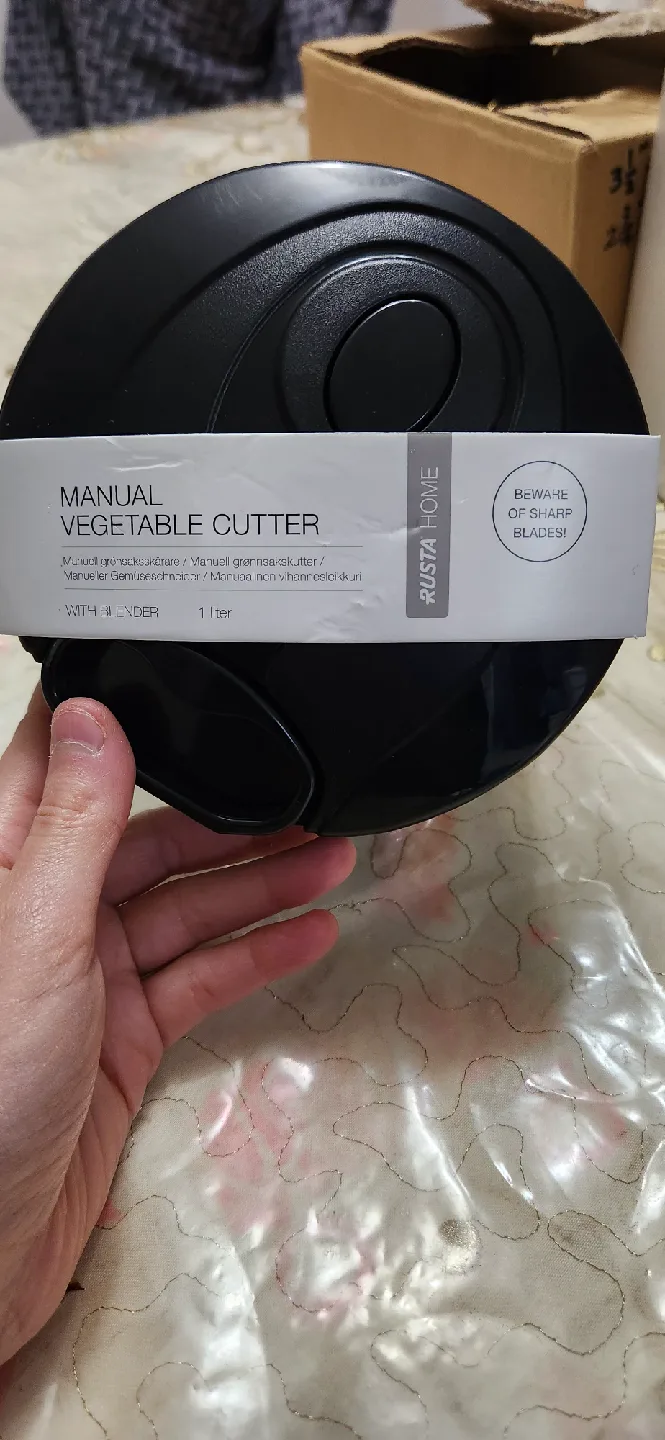 MANUAL
VEGETABLE CUTTER
Manuell grönsaksskärare / Manuell grønnsakskutter /
Manueller Gemüseschneider / Manuaalinen vihannesleikkuri
WITH BLENDER 1 liter
RUSTA HOME
BEWARE
OF SHARP
BLADES!